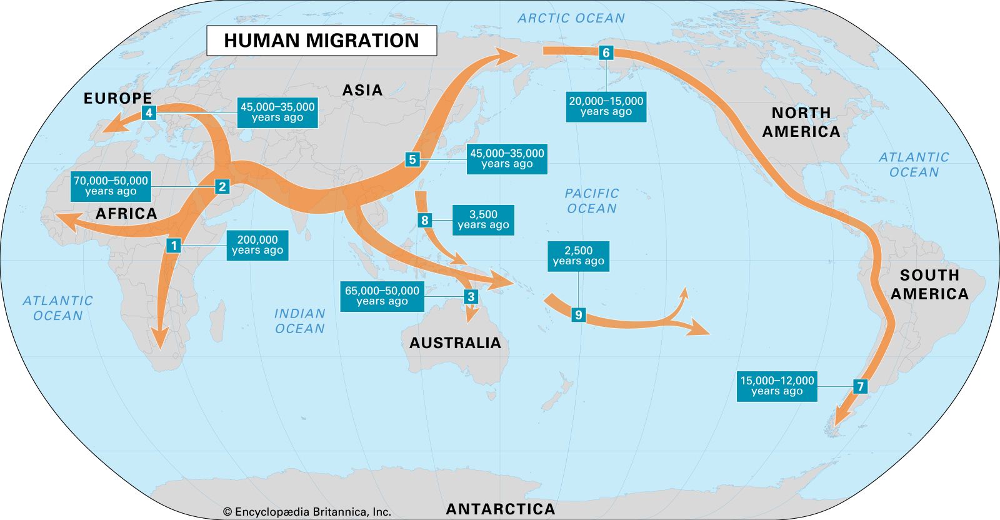 ARCTIC OCEAN
HUMAN MIGRATION
6
ASIA
EUROPE
4
45,000–35,000
years ago
20,000–15,000
years ago
NORTH
AMERICA
5
45,000–35,000
years ago
ATLANTIC
OCEAN
70,000–50,000
years ago
2
PACIFIC
OCEAN
AFRICA
8
3,500
years ago
1
200,000
years ago
2,500
years ago
SOUTH
AMERICA
65,000–50,000
years ago
3
ATLANTIC
OCEAN
INDIAN
OCEAN
9
AUSTRALIA
15,000–12,000
years ago
7
© Encyclopædia Britannica, Inc.
ANTARCTICA